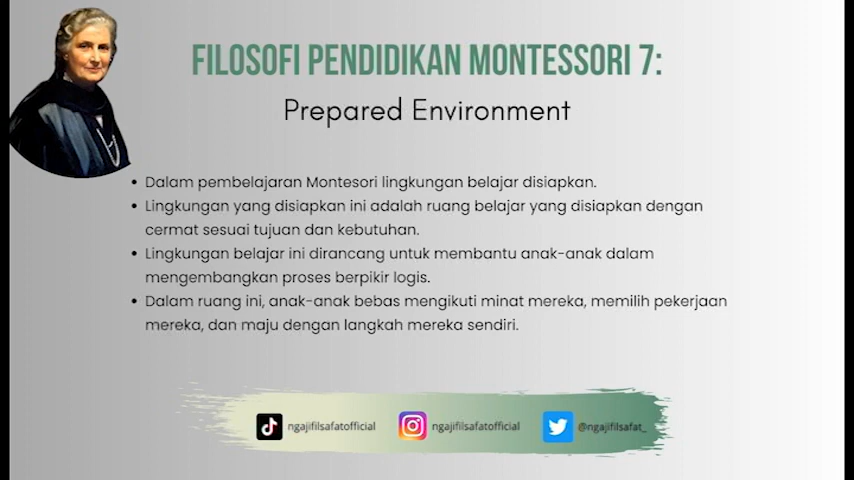 FILOSOFI PENDIDIKAN MONTESSORI 7:
Prepared Environment
• Dalam pembelajaran Montesori lingkungan belajar disiapkan.
• Lingkungan yang disiapkan ini adalah ruang belajar yang disiapkan dengan
cermat sesuai tujuan dan kebutuhan.
• Lingkungan belajar ini dirancang untuk membantu anak-anak dalam
mengembangkan proses berpikir logis.
• Dalam ruang ini, anak-anak bebas mengikuti minat mereka, memilih pekerjaan
mereka, dan maju dengan langkah mereka sendiri.
ngajifilsafatofficial ngajifilsafatofficial @ngajifilsafat_